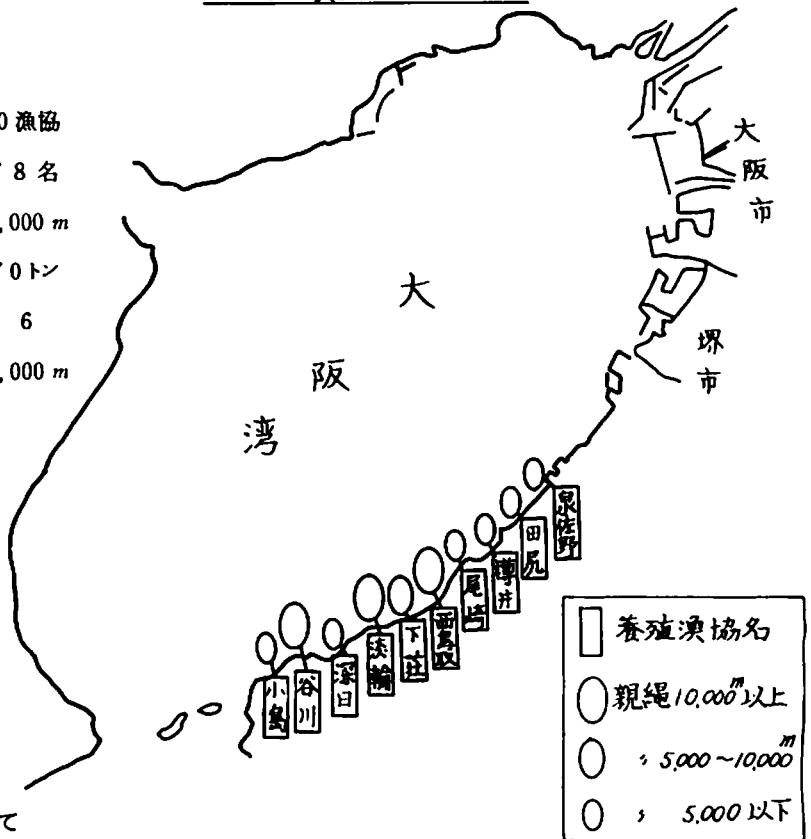 0 漁協
8 名
,000 m
0 トン
6
,000 m
大阪市
堺市
大阪湾
泉佐野
田尻
樽井
尾崎
西鳥取
下荘
淡輪
深日
谷川
小島
養殖漁協名
親縄10,000m以上
〃 5,000～10,000m
〃 5,000以下
て